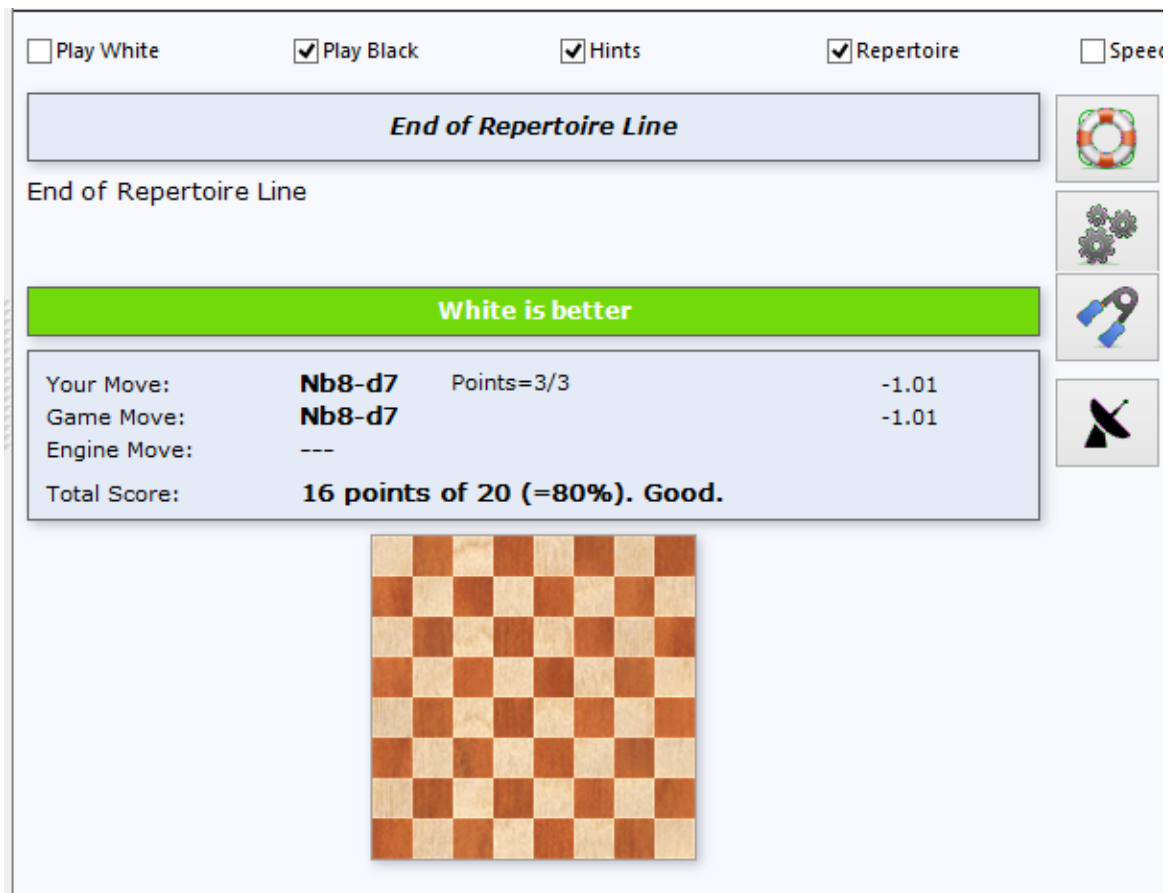 Play White Play Black Hints Repertoire Speed
End of Repertoire Line
End of Repertoire Line
White is better
Your Move: Nb8-d7 Points=3/3 -1.01
Game Move: Nb8-d7 -1.01
Engine Move: ---
Total Score: 16 points of 20 (=80%). Good.